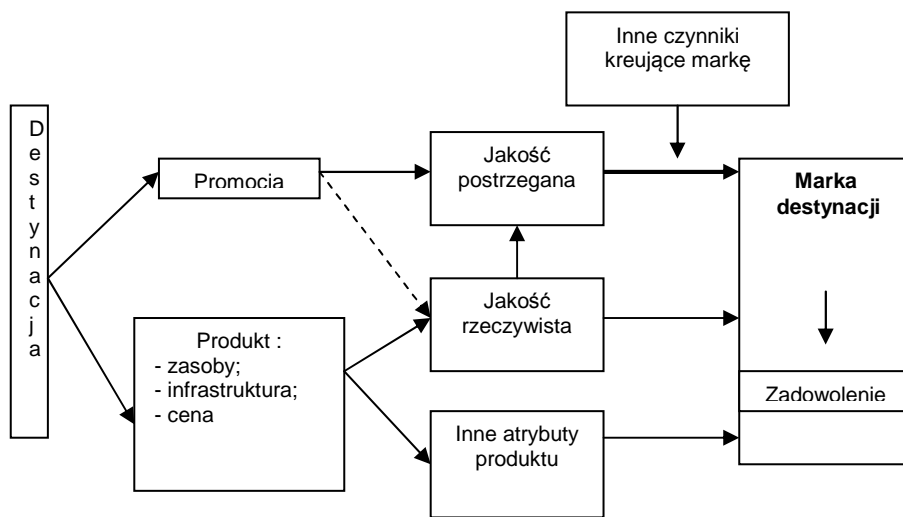 Inne czynniki
kreujące markę
Destynacja
Promocja
Jakość
postrzegana
Marka
destynacji
Jakość
rzeczywista
Produkt :
- zasoby;
- infrastruktura;
- cena
Zadowolenie
Inne atrybuty
produktu